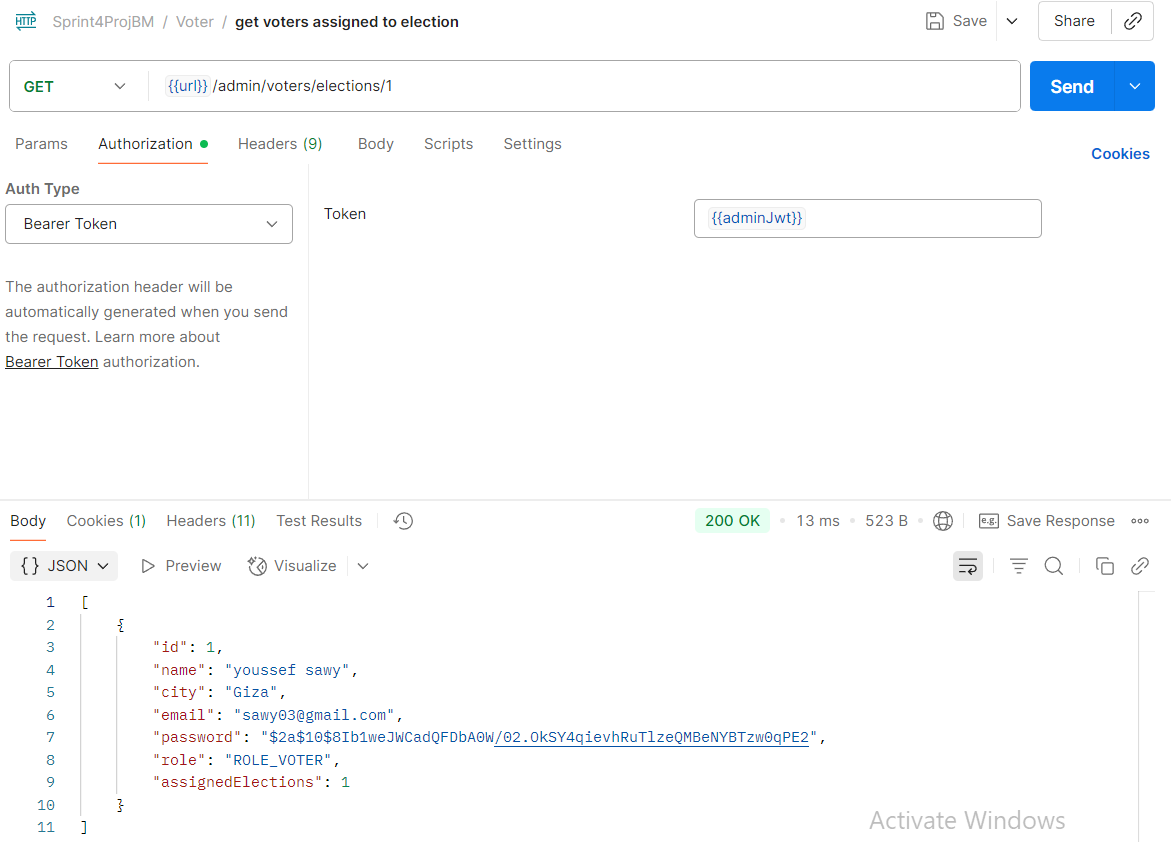 HTTP Sprint4ProjBM / Voter / get voters assigned to election Save Share
GET {{url}} /admin/voters/elections/1 Send
Params Authorization Headers (9) Body Scripts Settings
Cookies
Auth Type
Bearer Token
Token {{adminJwt}}
The authorization header will be
automatically generated when you send
the request. Learn more about
Bearer Token authorization.
Body Cookies (1) Headers (11) Test Results 200 OK 13 ms 523 B e.g. Save Response
{} JSON Preview Visualize
1 [
2 {
3 "id": 1,
4 "name": "youssef sawy",
5 "city": "Giza",
6 "email": "sawy03@gmail.com",
7 "password": "$2a$10$8Ib1weJWCadQFDbA0W/02.OkSY4qievhRuTlzeQMBeNYBTzw0qPE2",
8 "role": "ROLE_VOTER",
9 "assignedElections": 1
10 }
11 ]
Activate Windows